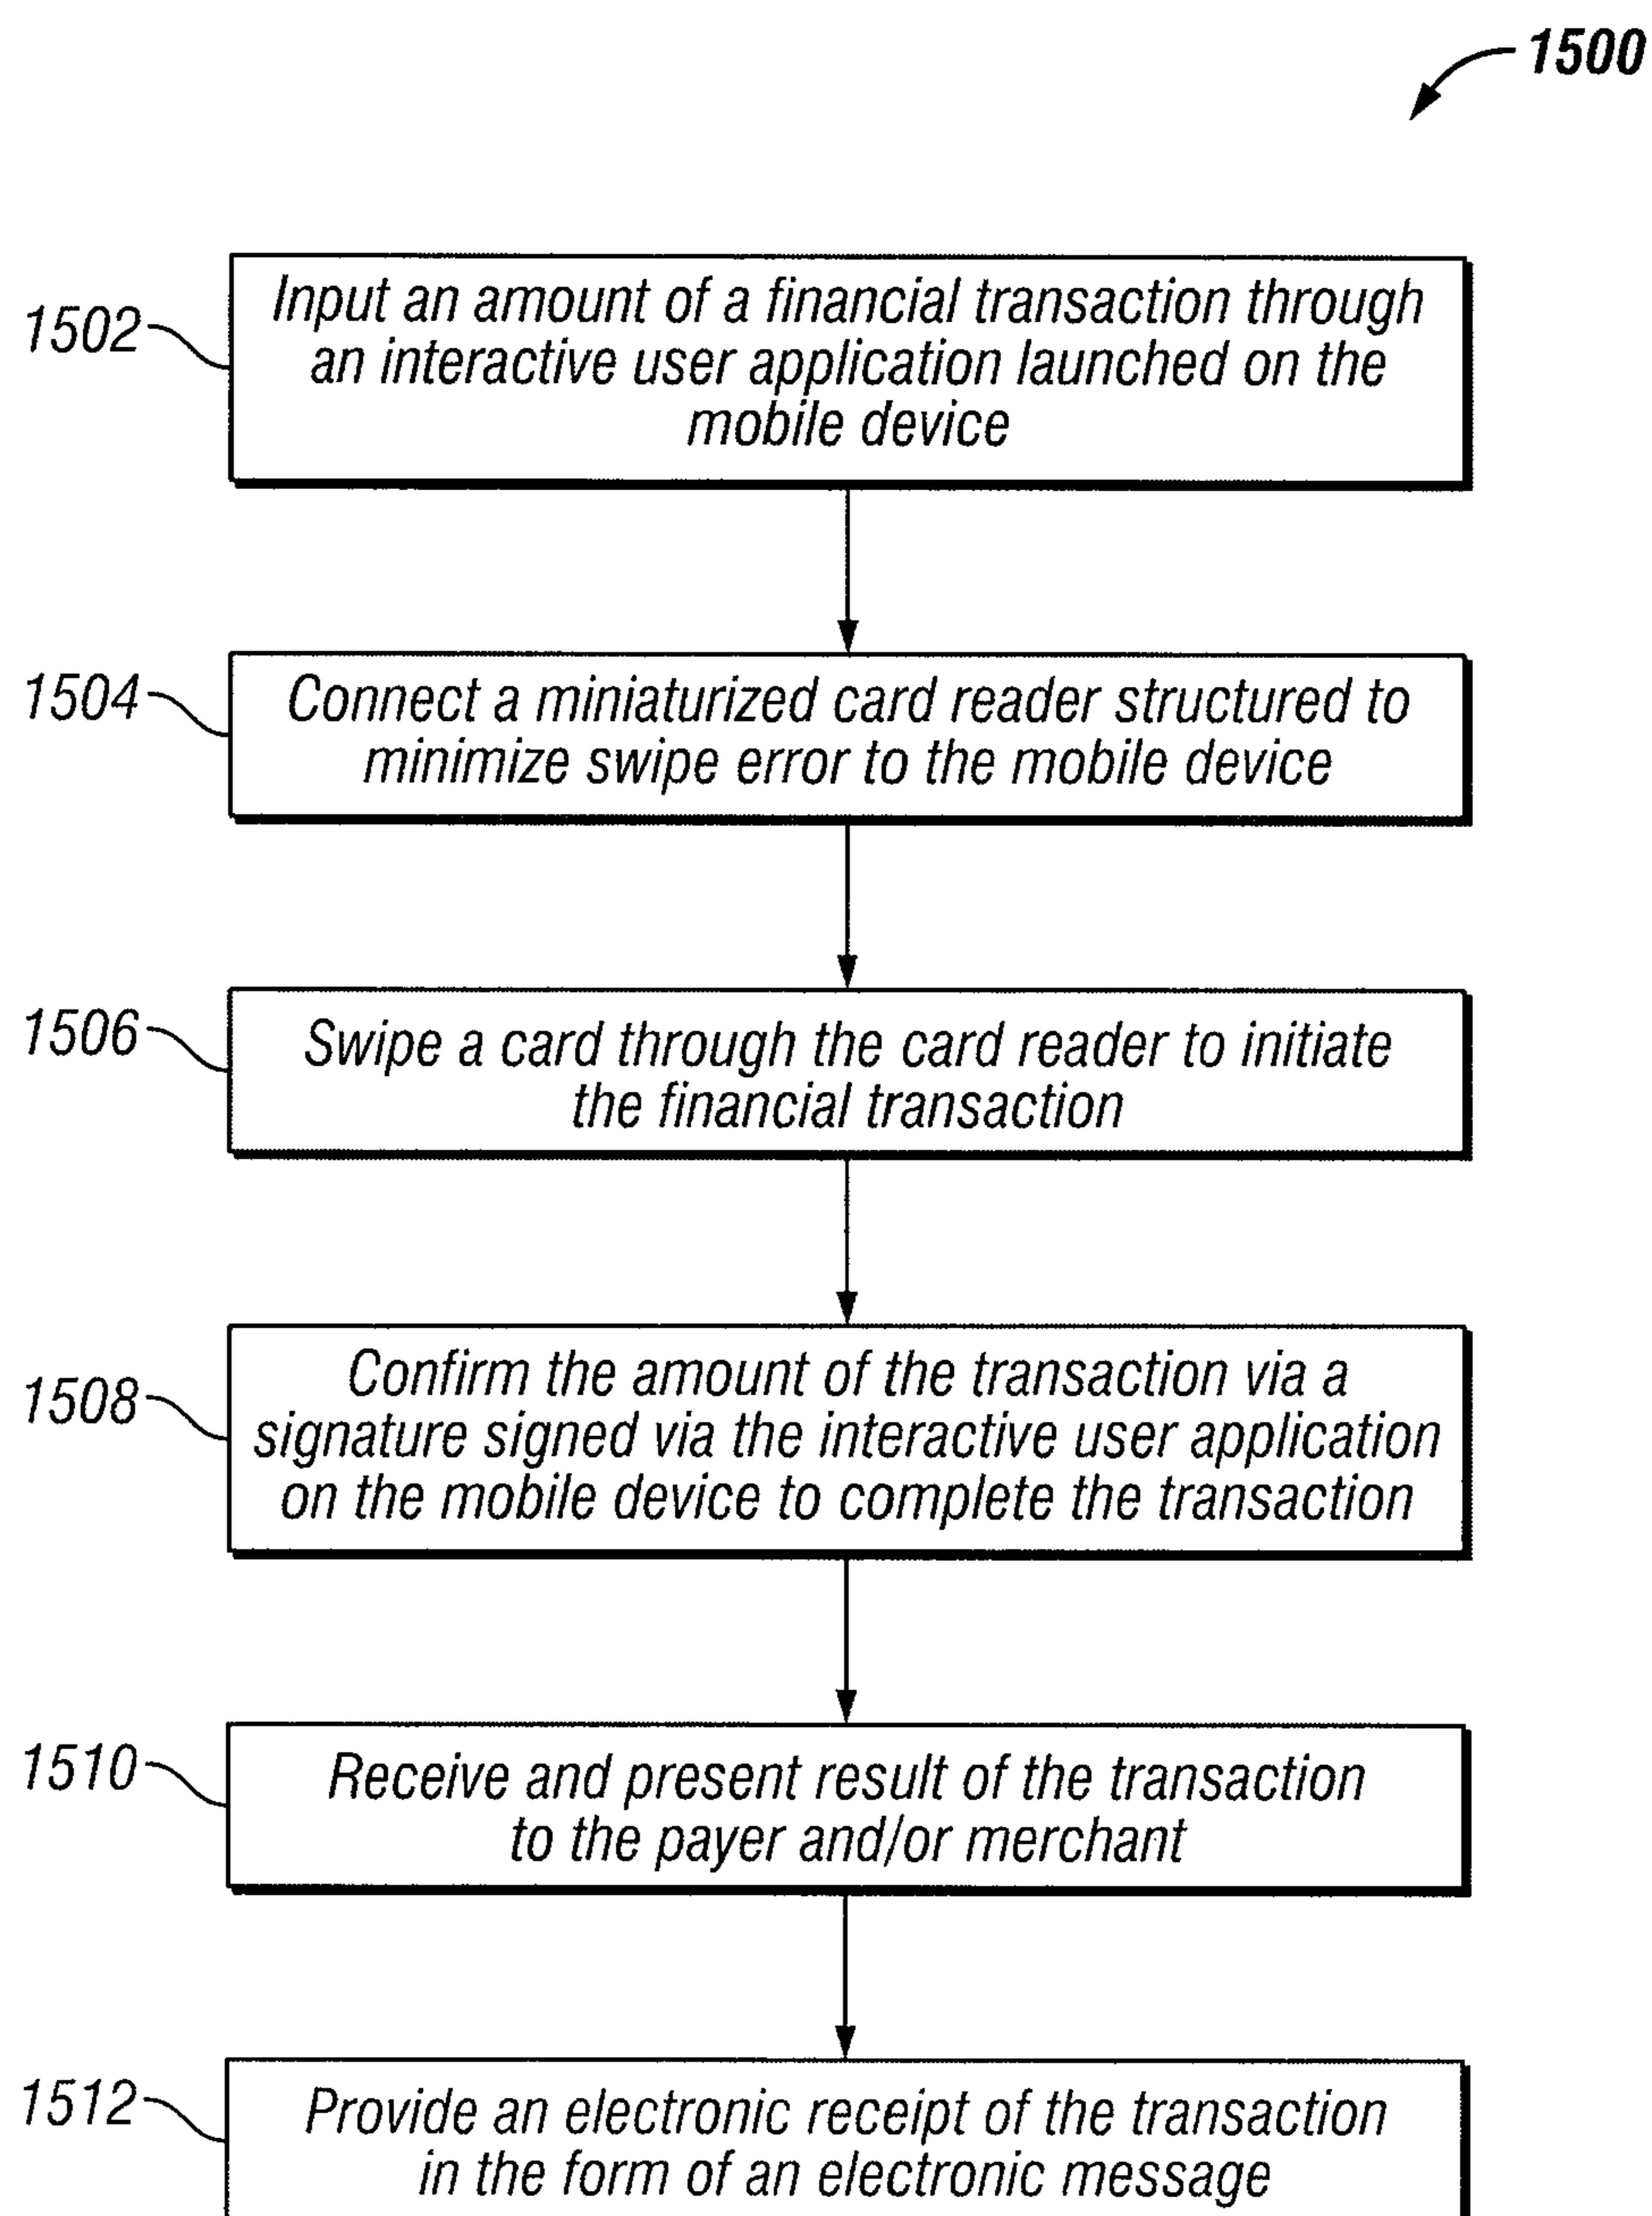 1500
1502
Input an amount of a financial transaction through
an interactive user application launched on the
mobile device
1504
Connect a miniaturized card reader structured to
minimize swipe error to the mobile device
1506
Swipe a card through the card reader to initiate
the financial transaction
1508
Confirm the amount of the transaction via a
signature signed via the interactive user application
on the mobile device to complete the transaction
1510
Receive and present result of the transaction
to the payer and/or merchant
1512
Provide an electronic receipt of the transaction
in the form of an electronic message